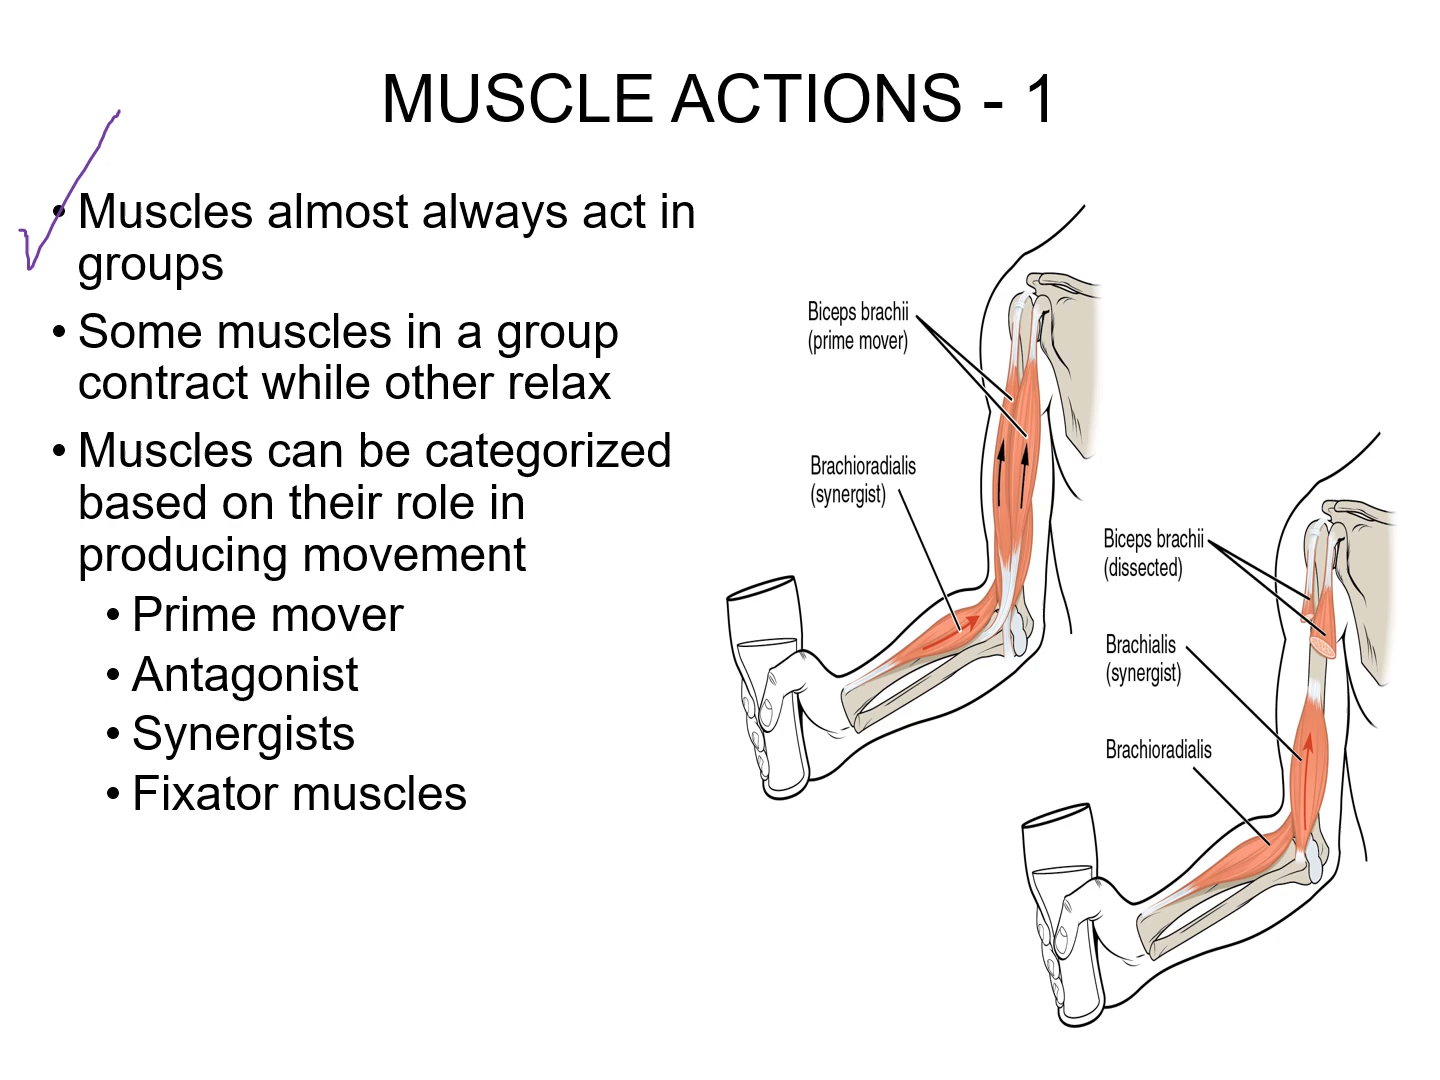 MUSCLE ACTIONS - 1
• Muscles almost always act in
groups
• Some muscles in a group
contract while other relax
• Muscles can be categorized
based on their role in
producing movement
• Prime mover
• Antagonist
• Synergists
• Fixator muscles
Biceps brachii
(prime mover)
Brachioradialis
(synergist)
Biceps brachii
(dissected)
Brachialis
(synergist)
Brachioradialis